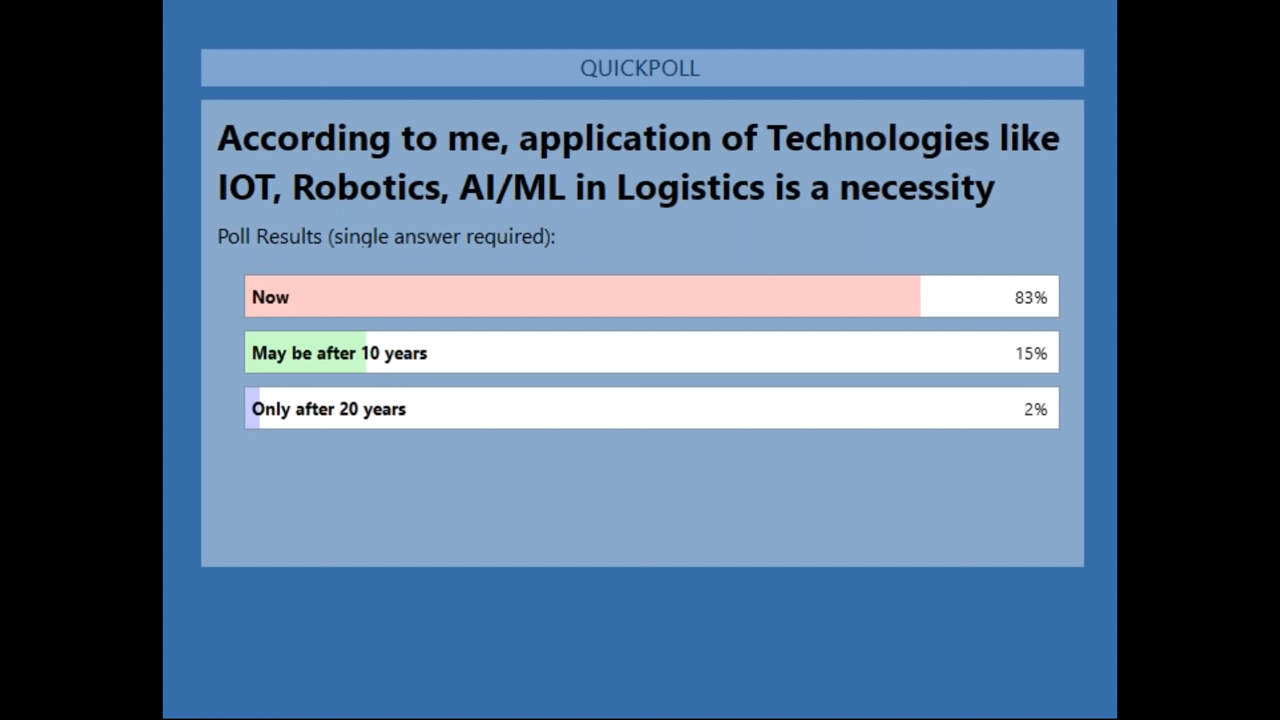 QUICKPOLL
According to me, application of Technologies like
IOT, Robotics, AI/ML in Logistics is a necessity
Poll Results (single answer required):
Now 83%
May be after 10 years 15%
Only after 20 years 2%